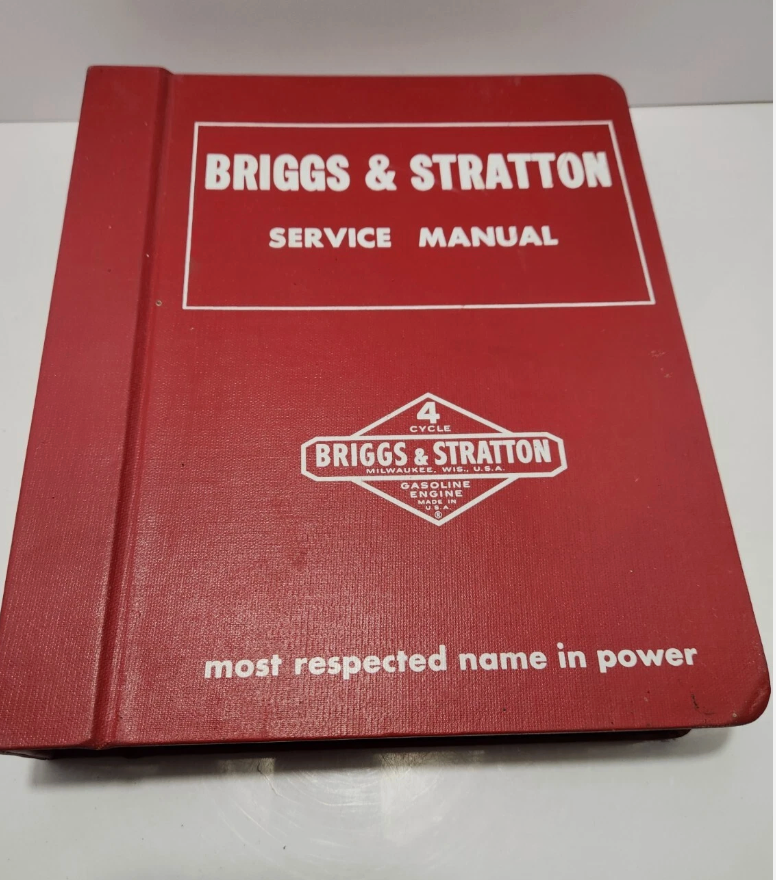 BRIGGS & STRATTON
SERVICE MANUAL
4
CYCLE
BRIGGS & STRATTON
MILWAUKEE, WIS., U.S.A.
GASOLINE
ENGINE
MADE IN
U.S.A.
®
most respected name in power